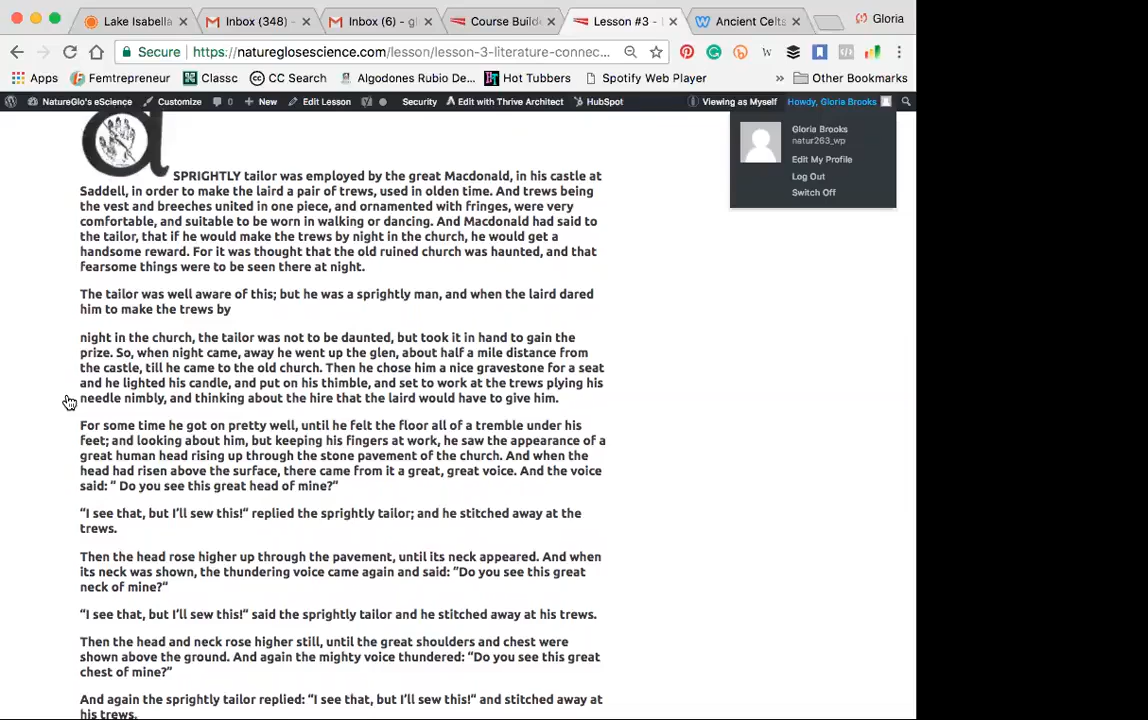 Lake Isabella
Inbox (348) -
Inbox (6) - gl
Course Builde
Lesson #3 - L
Ancient Celts
Gloria
Secure
https://natureglosescience.com/lesson/lesson-3-literature-connec...
Apps
Femtrepreneur
Classc
CC Search
Algodones Rubio De...
Hot Tubbers
Spotify Web Player
»
Other Bookmarks
NatureGlo's eScience
Customize
0
New
Edit Lesson
Security
Edit with Thrive Architect
HubSpot
Viewing as Myself
Howdy, Gloria Brooks
Gloria Brooks
natur263_wp
Edit My Profile
Log Out
Switch Off
a SPRIGHTLY tailor was employed by the great Macdonald, in his castle at
Saddell, in order to make the laird a pair of trews, used in olden time. And trews being
the vest and breeches united in one piece, and ornamented with fringes, were very
comfortable, and suitable to be worn in walking or dancing. And Macdonald had said to
the tailor, that if he would make the trews by night in the church, he would get a
handsome reward. For it was thought that the old ruined church was haunted, and that
fearsome things were to be seen there at night.
The tailor was well aware of this; but he was a sprightly man, and when the laird dared
him to make the trews by
night in the church, the tailor was not to be daunted, but took it in hand to gain the
prize. So, when night came, away he went up the glen, about half a mile distance from
the castle, till he came to the old church. Then he chose him a nice gravestone for a seat
and he lighted his candle, and put on his thimble, and set to work at the trews plying his
needle nimbly, and thinking about the hire that the laird would have to give him.
For some time he got on pretty well, until he felt the floor all of a tremble under his
feet; and looking about him, but keeping his fingers at work, he saw the appearance of a
great human head rising up through the stone pavement of the church. And when the
head had risen above the surface, there came from it a great, great voice. And the voice
said: “ Do you see this great head of mine?“
“I see that, but I’ll sew this!“ replied the sprightly tailor; and he stitched away at the
trews.
Then the head rose higher up through the pavement, until its neck appeared. And when
its neck was shown, the thundering voice came again and said: “Do you see this great
neck of mine?“
“I see that, but I’ll sew this!“ said the sprightly tailor and he stitched away at his trews.
Then the head and neck rose higher still, until the great shoulders and chest were
shown above the ground. And again the mighty voice thundered: “Do you see this great
chest of mine?”
And again the sprightly tailor replied: “I see that, but I’ll sew this!“ and stitched away at
his trews.